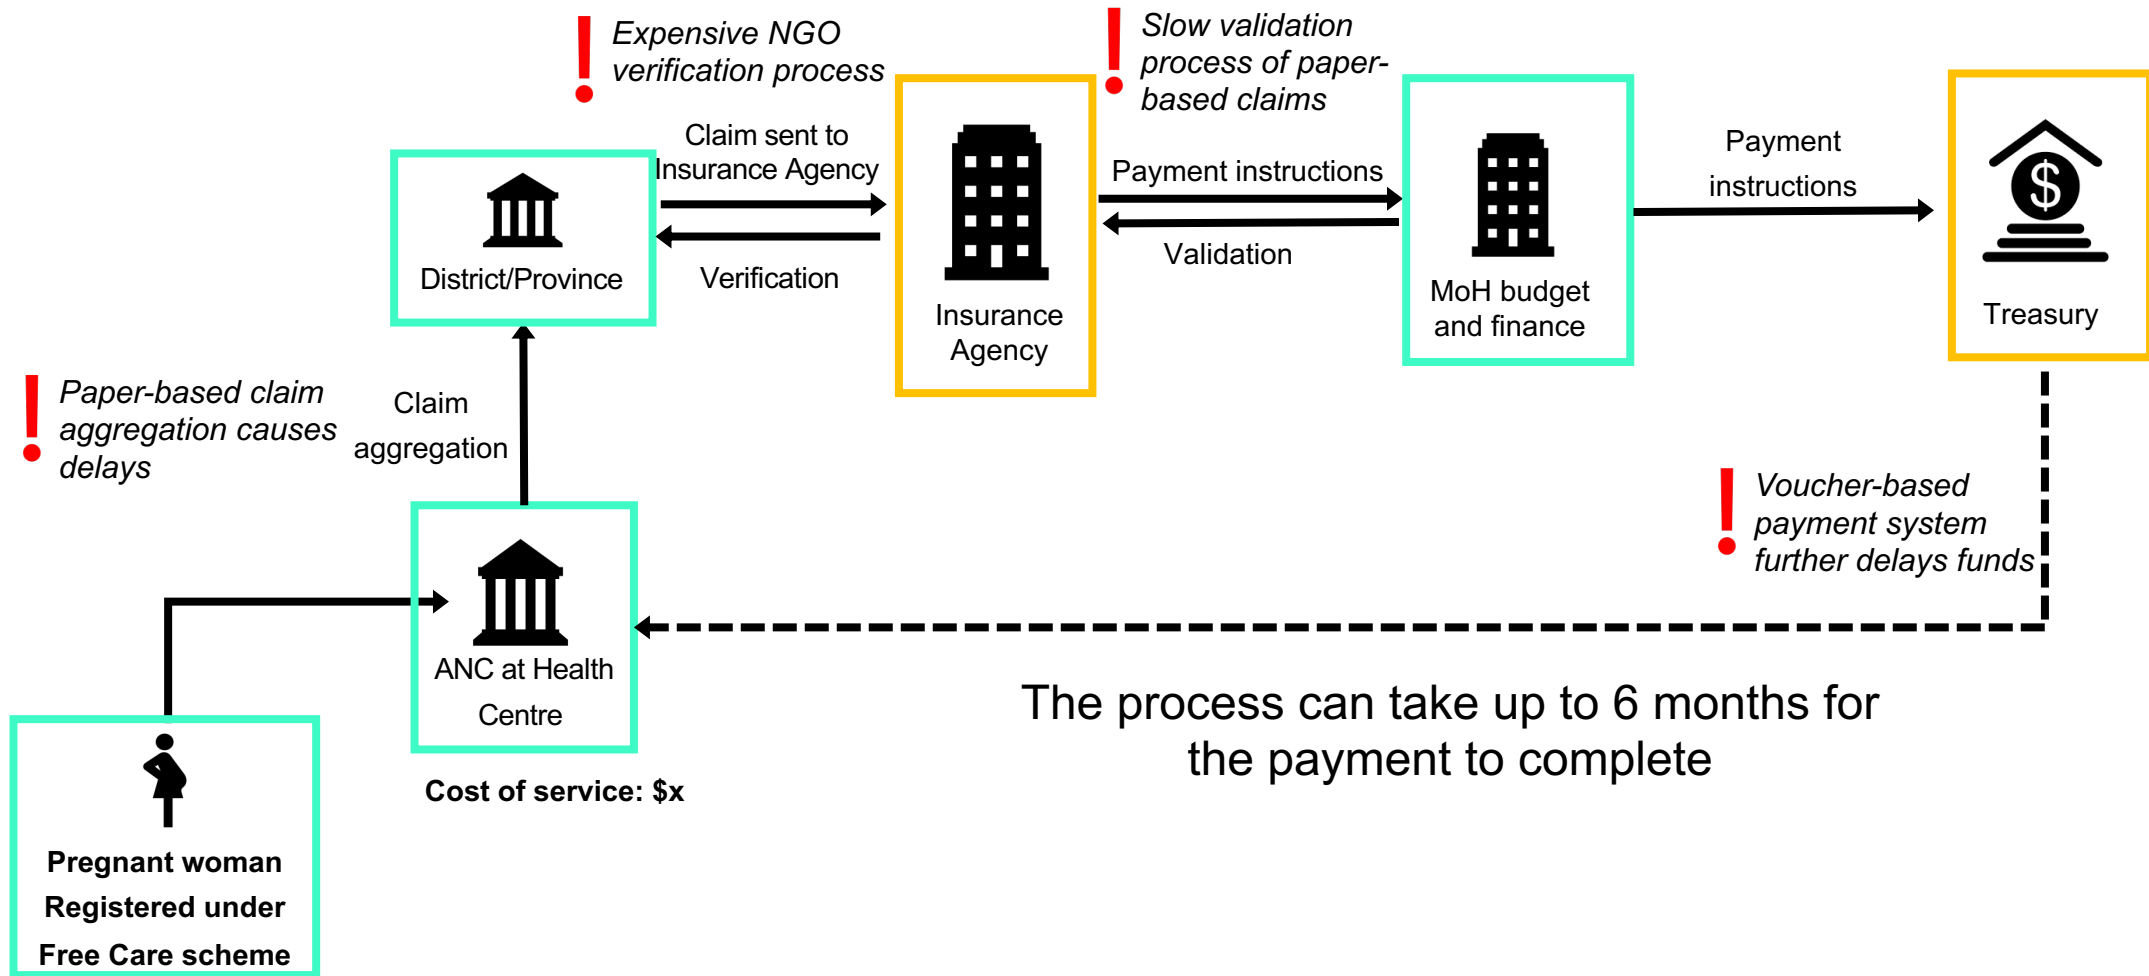 Expensive NGO
verification process
Slow validation
process of paper-
based claims
Claim sent to
Insurance Agency
Verification
District/Province
Insurance
Agency
Payment instructions
Validation
MoH budget
and finance
Payment
instructions
$
Treasury
Paper-based claim
aggregation causes
delays
Claim
aggregation
Voucher-based
payment system
further delays funds
ANC at Health
Centre
Cost of service: $x
The process can take up to 6 months for
the payment to complete
Pregnant woman
Registered under
Free Care scheme